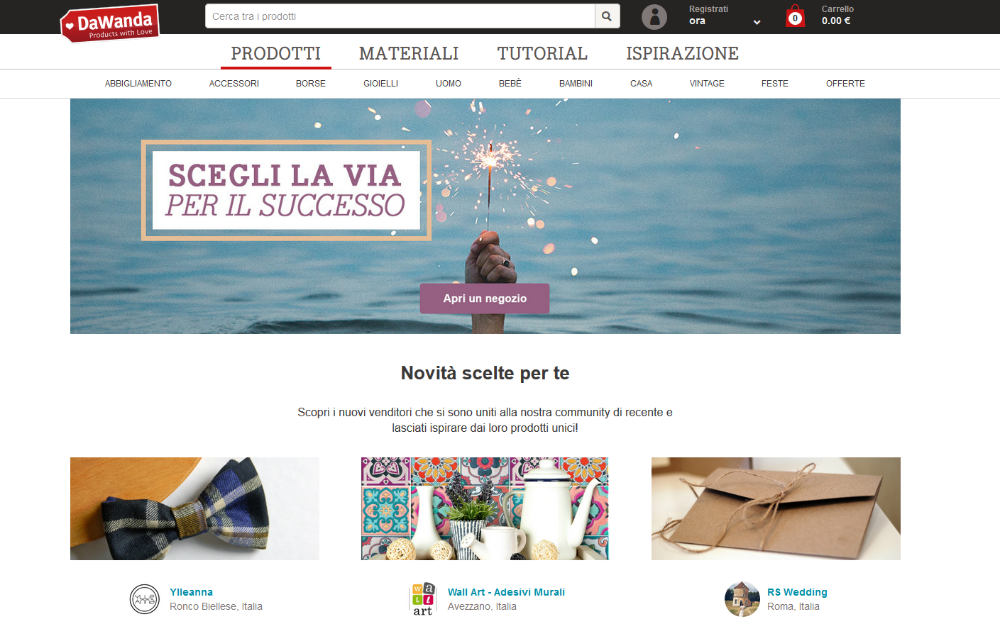 DaWanda
Products with Love
Cerca tra i prodotti
Registrati
ora
0
Carrello
0.00 €
PRODOTTI MATERIALI TUTORIAL ISPIRAZIONE
ABBIGLIAMENTO ACCESSORI BORSE GIOIELLI UOMO BEBÈ BAMBINI CASA VINTAGE FESTE OFFERTE
SCEGLI LA VIA
PER IL SUCCESSO
Apri un negozio
Novità scelte per te
Scopri i nuovi venditori che si sono uniti alla nostra community di recente e
lasciati ispirare dai loro prodotti unici!
Ylleanna
Ronco Biellese, Italia
wall
art
Wall Art - Adesivi Murali
Avezzano, Italia
RS Wedding
Roma, Italia